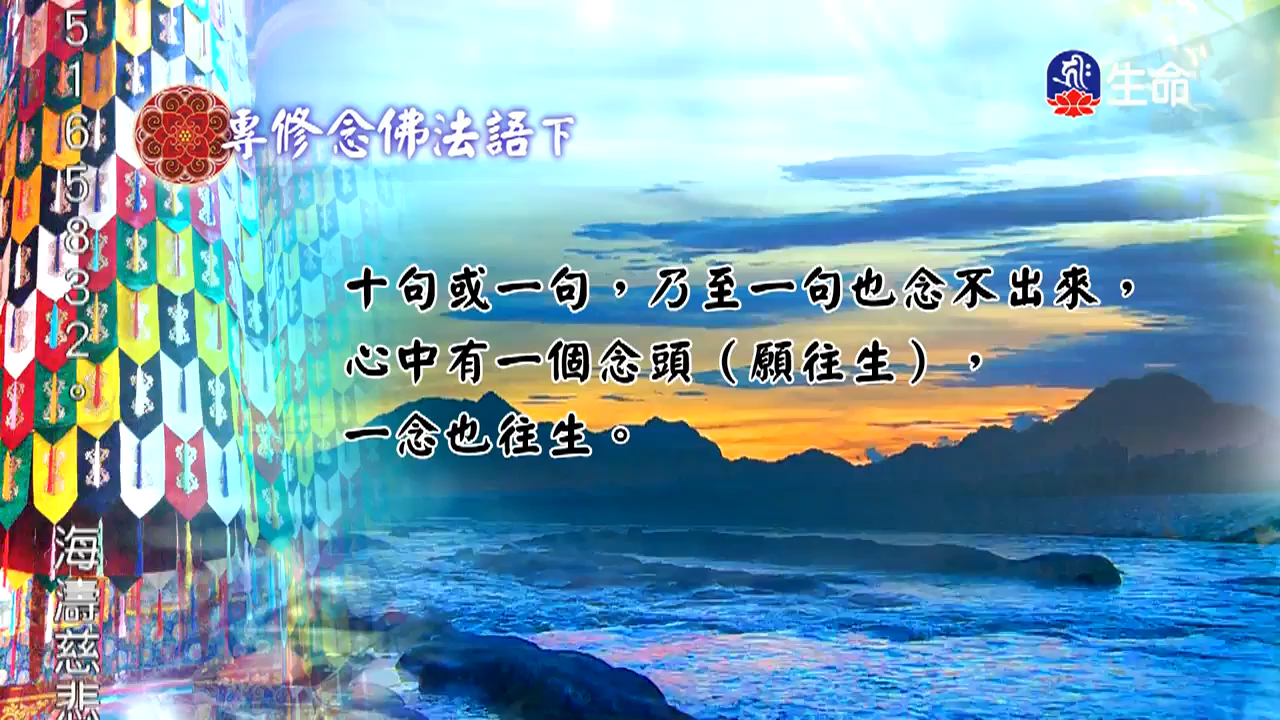 專修念佛法語下
生命
十句或一句，乃至一句也念不出來，
心中有一個念頭（願往生），
一念也往生。
5165832。
海濤慈悲